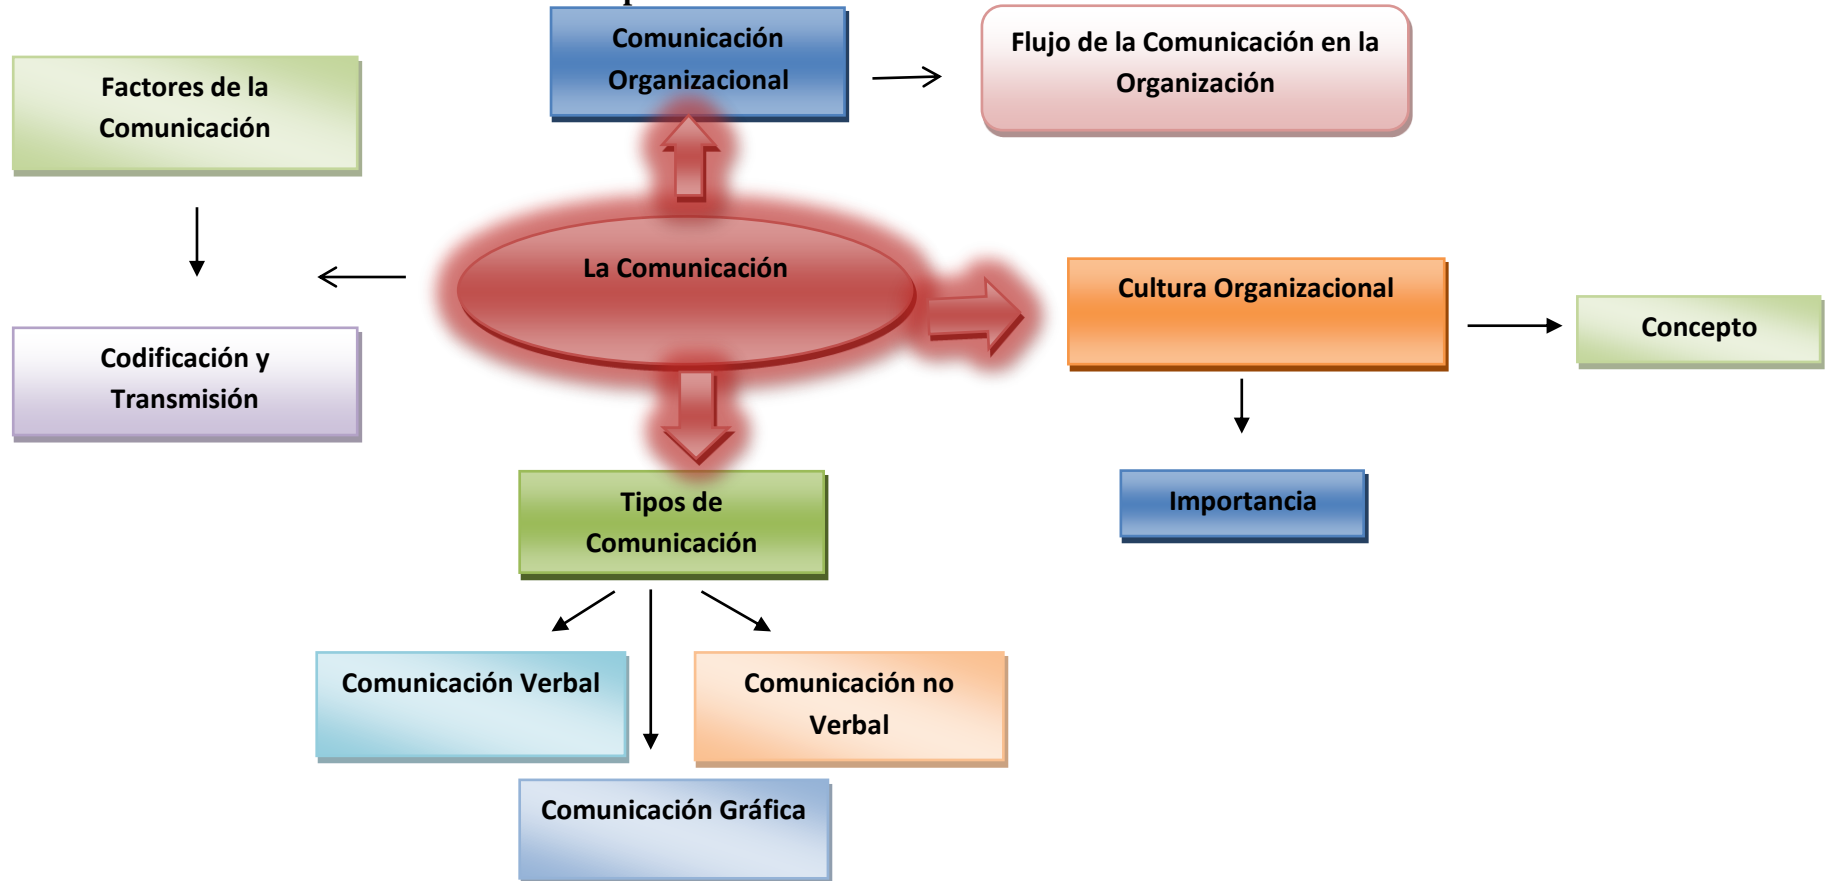 Comunicación
Organizacional
Flujo de la Comunicación en la
Organización
Factores de la
Comunicación
La Comunicación
Cultura Organizacional
Concepto
Codificación y
Transmisión
Importancia
Tipos de
Comunicación
Comunicación Verbal
Comunicación no
Verbal
Comunicación Gráfica